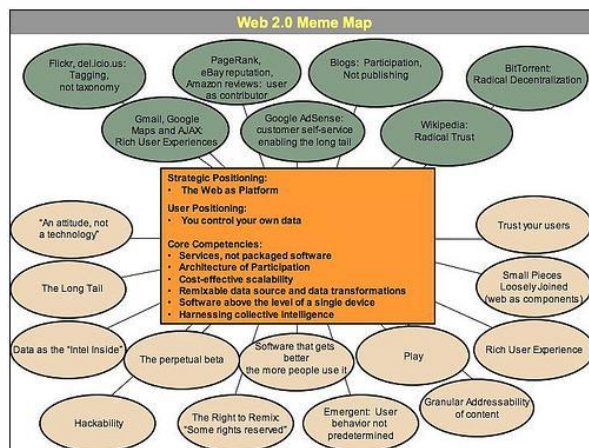 Web 2.0 Meme Map
Flickr, del.icio.us:
Tagging,
not taxonomy
PageRank,
eBay reputation,
Amazon reviews: user
as contributor
Blogs: Participation,
Not publishing
BitTorrent:
Radical Decentralization
Gmail, Google
Maps and AJAX:
Rich User Experiences
Google AdSense:
customer self-service
enabling the long tail
Wikipedia:
Radical Trust
Strategic Positioning:
• The Web as Platform
User Positioning:
• You control your own data
Core Competencies:
• Services, not packaged software
• Architecture of Participation
• Cost-effective scalability
• Remixable data source and data transformations
• Software above the level of a single device
• Harnessing collective intelligence
"An attitude, not
a technology"
Trust your users
The Long Tail
Small Pieces
Loosely Joined
(web as components)
Data as the "Intel Inside"
The perpetual beta
Software that gets
better
the more people use it
Play
Rich User Experience
Hackability
The Right to Remix:
"Some rights reserved"
Emergent: User
behavior not
predetermined
Granular Addressability
of content